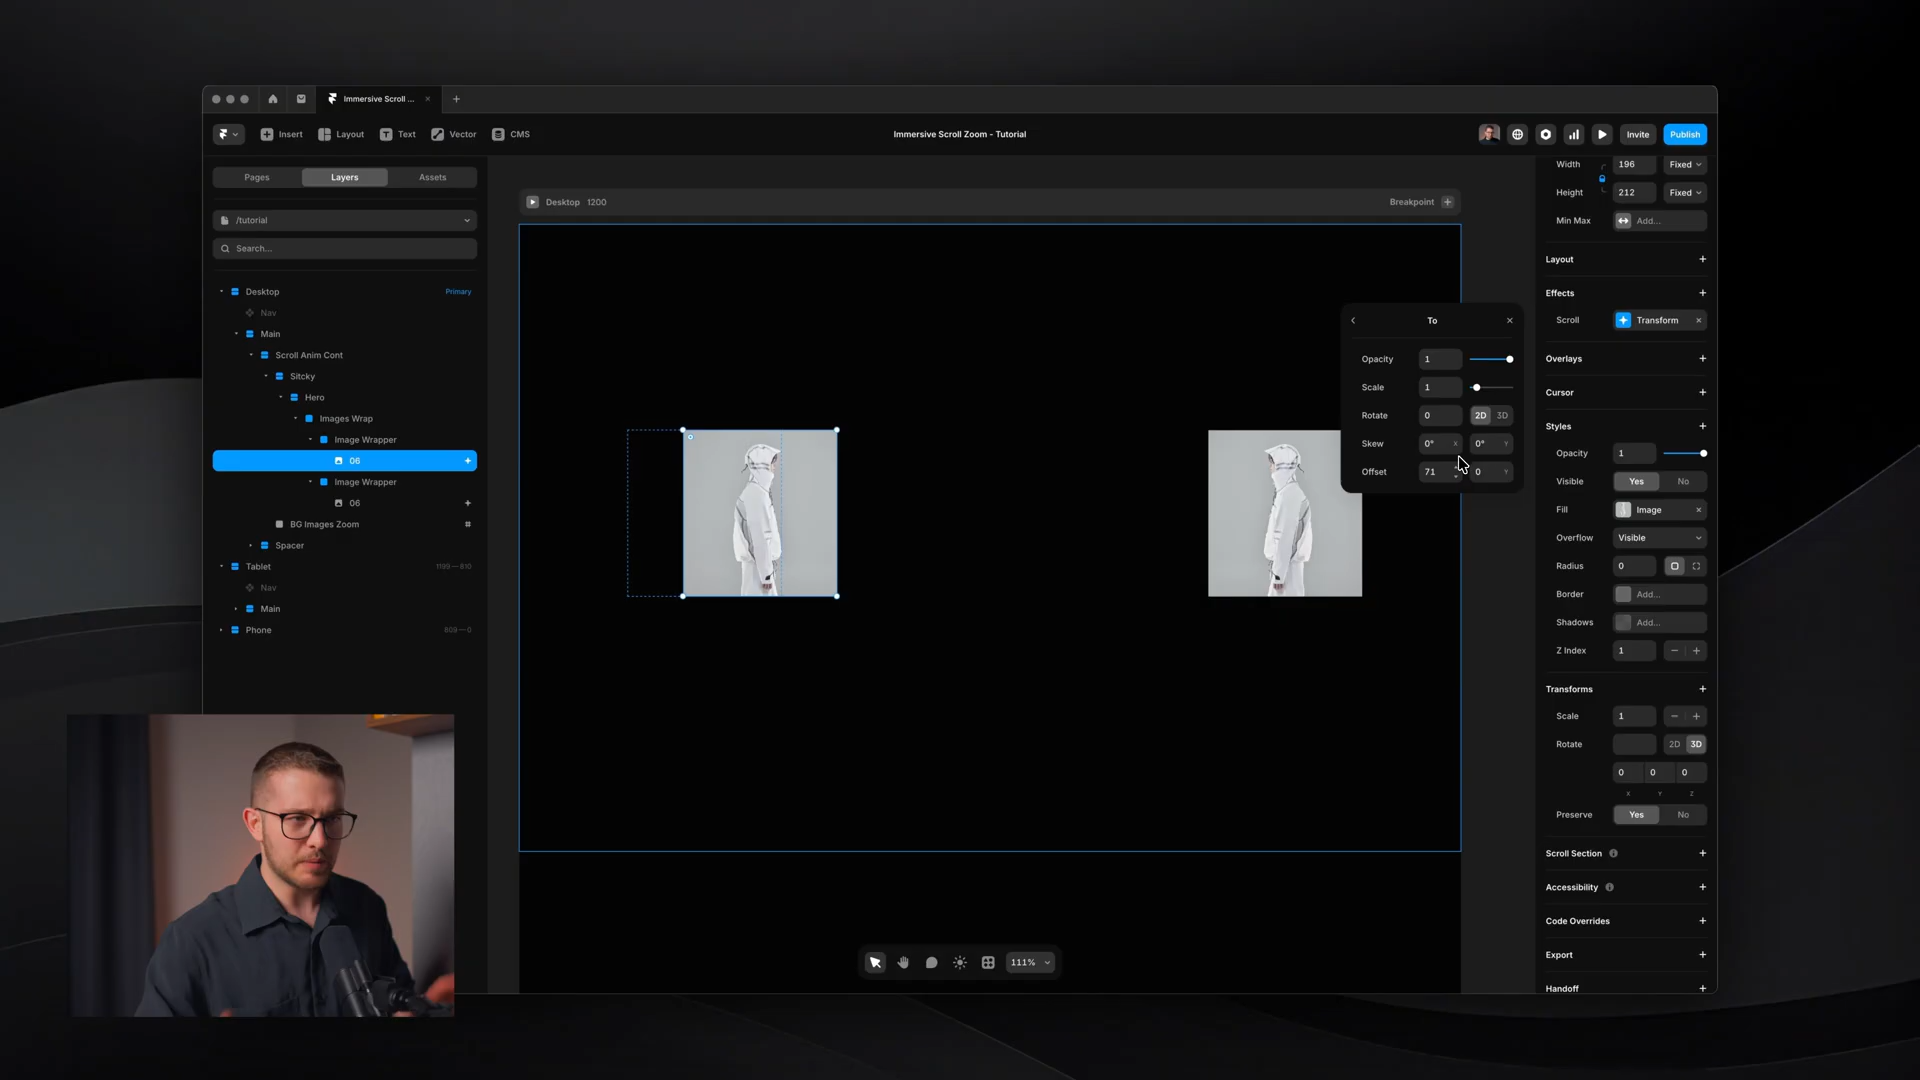 Immersive Scroll ...
Insert
Layout
Text
Vector
CMS
Immersive Scroll Zoom - Tutorial
Invite
Publish
Pages
Layers
Assets
/tutorial
Search...
Desktop
Primary
Nav
Main
Scroll Anim Cont
Sitcky
Hero
Images Wrap
Image Wrapper
06
Image Wrapper
06
BG Images Zoom
Spacer
Tablet
1199—810
Nav
Main
Phone
809—0
Desktop 1200
Breakpoint
To
Opacity 1
Scale 1
Rotate 0 2D 3D
Skew 0° X 0° Y
Offset 71 0 Y
111%
Width 196 Fixed
Height 212 Fixed
Min Max Add...
Layout
Effects
Scroll Transform
Overlays
Cursor
Styles
Opacity 1
Visible Yes No
Fill Image
Overflow Visible
Radius 0
Border Add...
Shadows Add...
Z Index 1
Transforms
Scale 1
Rotate 2D 3D
0 0 0
X Y Z
Preserve Yes No
Scroll Section
Accessibility
Code Overrides
Export
Handoff